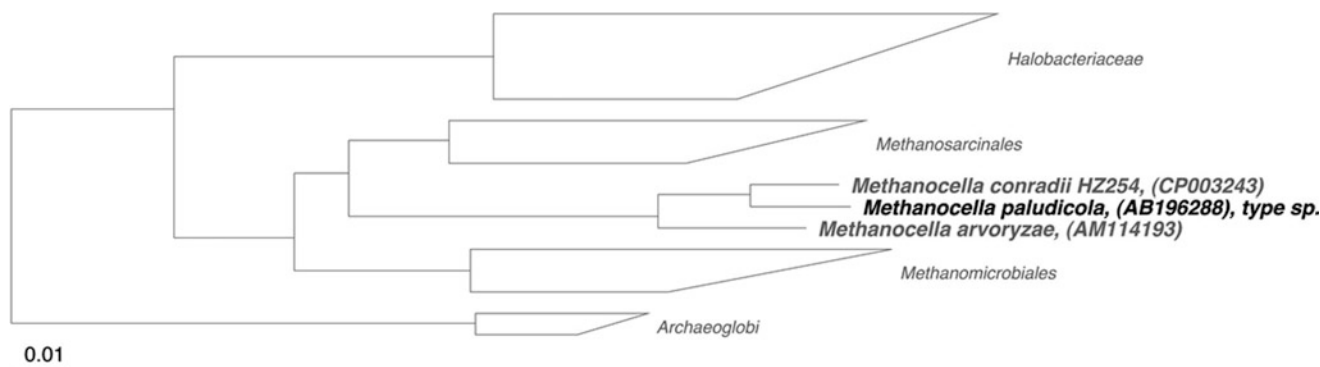 Halobacteriaceae
Methanosarcinales
Methanocella conradii HZ254, (CP003243)
Methanocella paludicola, (AB196288), type sp.
Methanocella arvoryzae, (AM114193)
Methanomicrobiales
Archaeoglobi
0.01